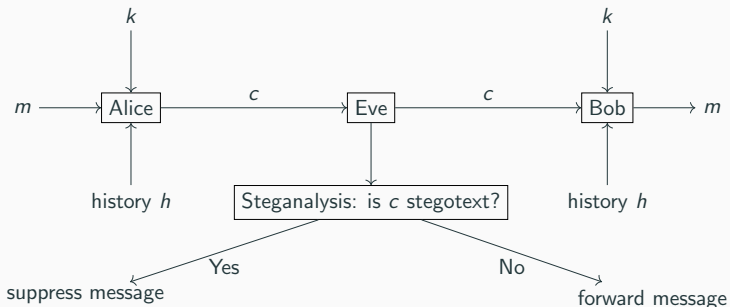 k
k
m
Alice
c
Eve
c
Bob
m
history h
Steganalysis: is c stegotext?
history h
Yes
No
suppress message
forward message